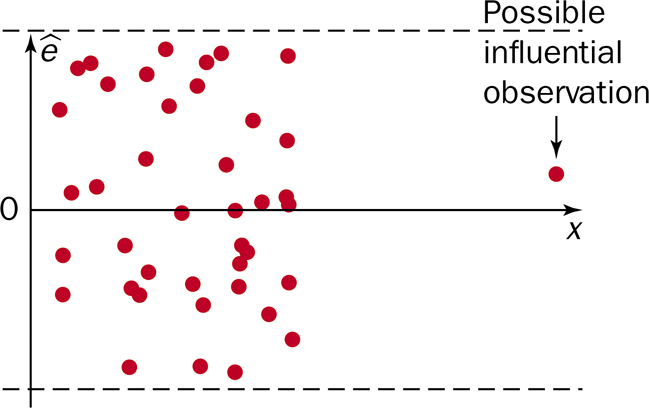 Possible
influential
observation
ê
0
x